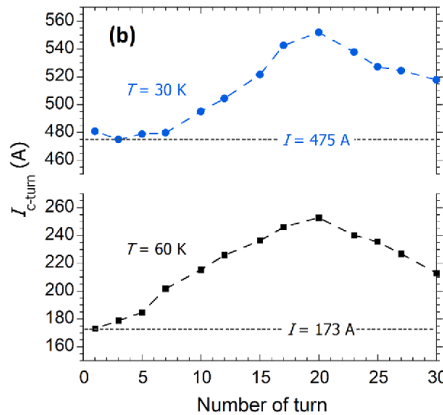 (b)
560
540
520
500
480
460
T = 30 K
I = 475 A
I c-turn (A)
260
240
220
200
180
160
T = 60 K
I = 173 A
0 5 10 15 20 25 30
Number of turn